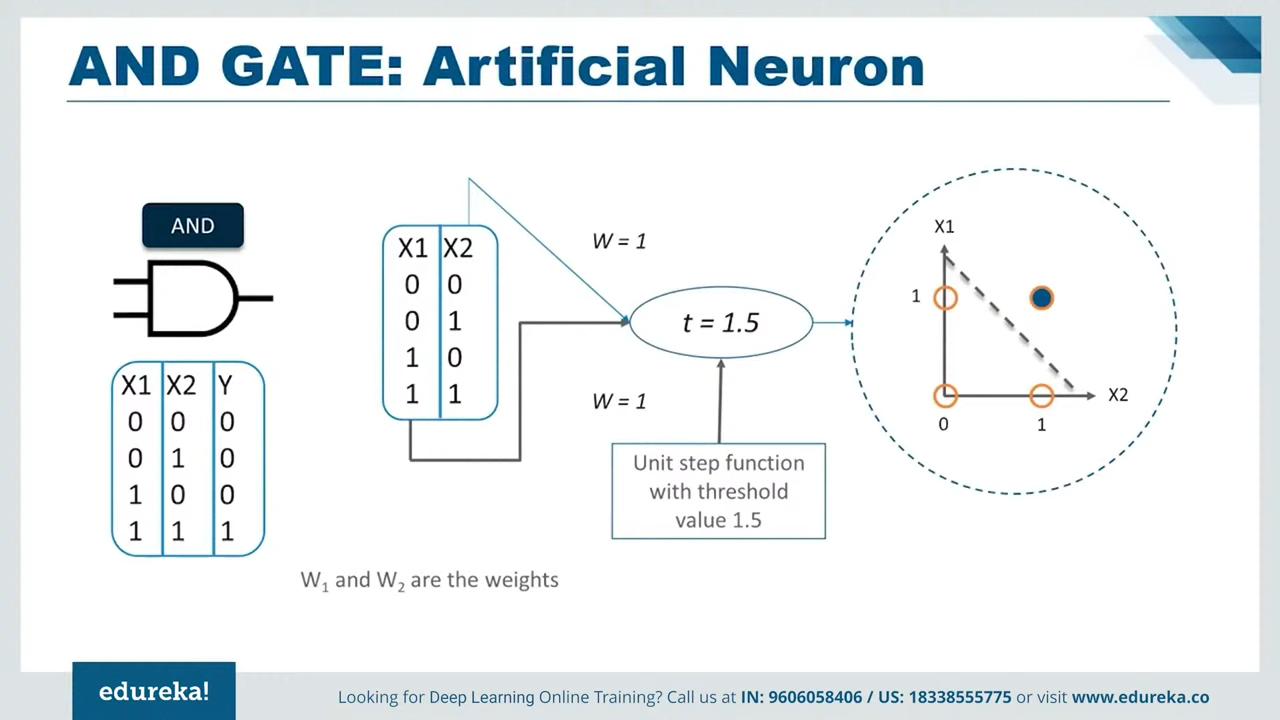 AND GATE: Artificial Neuron
AND
X1 X2 Y
0 0 0
0 1 0
1 0 0
1 1 1
X1 X2
0 0
0 1
1 0
1 1
W = 1
t = 1.5
W = 1
Unit step function
with threshold
value 1.5
X1
1
X2
0 1
W₁ and W₂ are the weights
edureka!
Looking for Deep Learning Online Training? Call us at IN: 9606058406 / US: 18338555775 or visit www.edureka.co